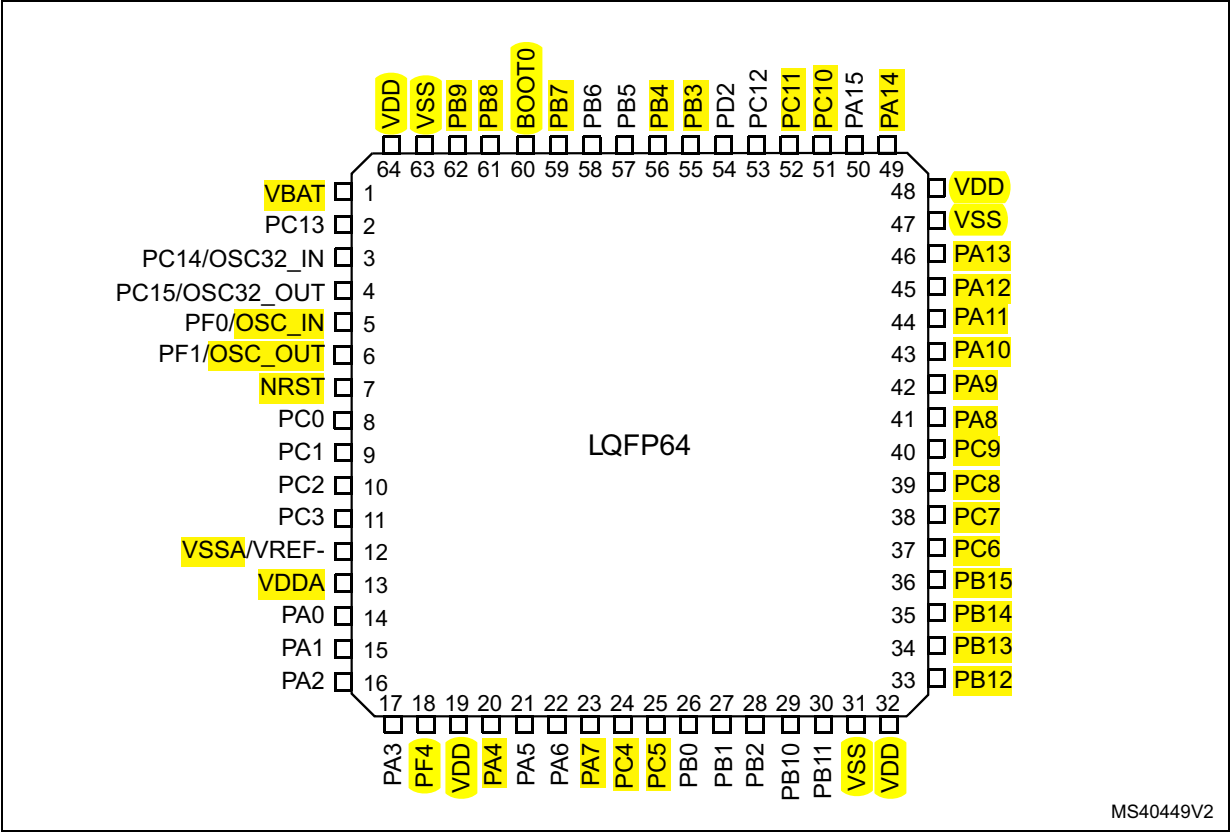 VDD VSS PB9 PB8 BOOT0 PB7 PB6 PB5 PB4 PB3 PD2 PC12 PC11 PC10 PA15 PA14
64 63 62 61 60 59 58 57 56 55 54 53 52 51 50 49
VBAT 1
PC13 2
PC14/OSC32_IN 3
PC15/OSC32_OUT 4
PF0/OSC_IN 5
PF1/OSC_OUT 6
NRST 7
PC0 8
PC1 9
PC2 10
PC3 11
VSSA/VREF- 12
VDDA 13
PA0 14
PA1 15
PA2 16
LQFP64
48 VDD
47 VSS
46 PA13
45 PA12
44 PA11
43 PA10
42 PA9
41 PA8
40 PC9
39 PC8
38 PC7
37 PC6
36 PB15
35 PB14
34 PB13
33 PB12
17 18 19 20 21 22 23 24 25 26 27 28 29 30 31 32
PA3 PF4 VDD PA4 PA5 PA6 PA7 PC4 PC5 PB0 PB1 PB2 PB10 PB11 VSS VDD
MS40449V2